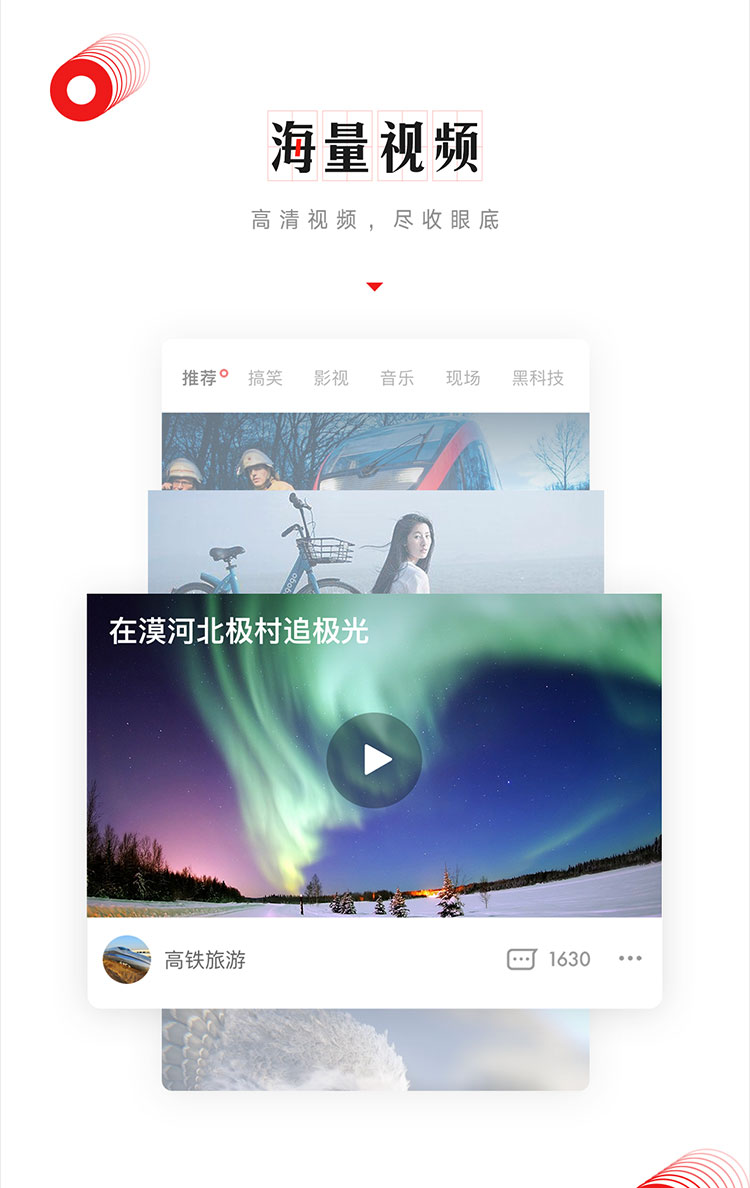 海量视频
高清视频，尽收眼底
推荐 搞笑 影视 音乐 现场 黑科技
gogo
在漠河北极村追极光
高铁旅游 1630